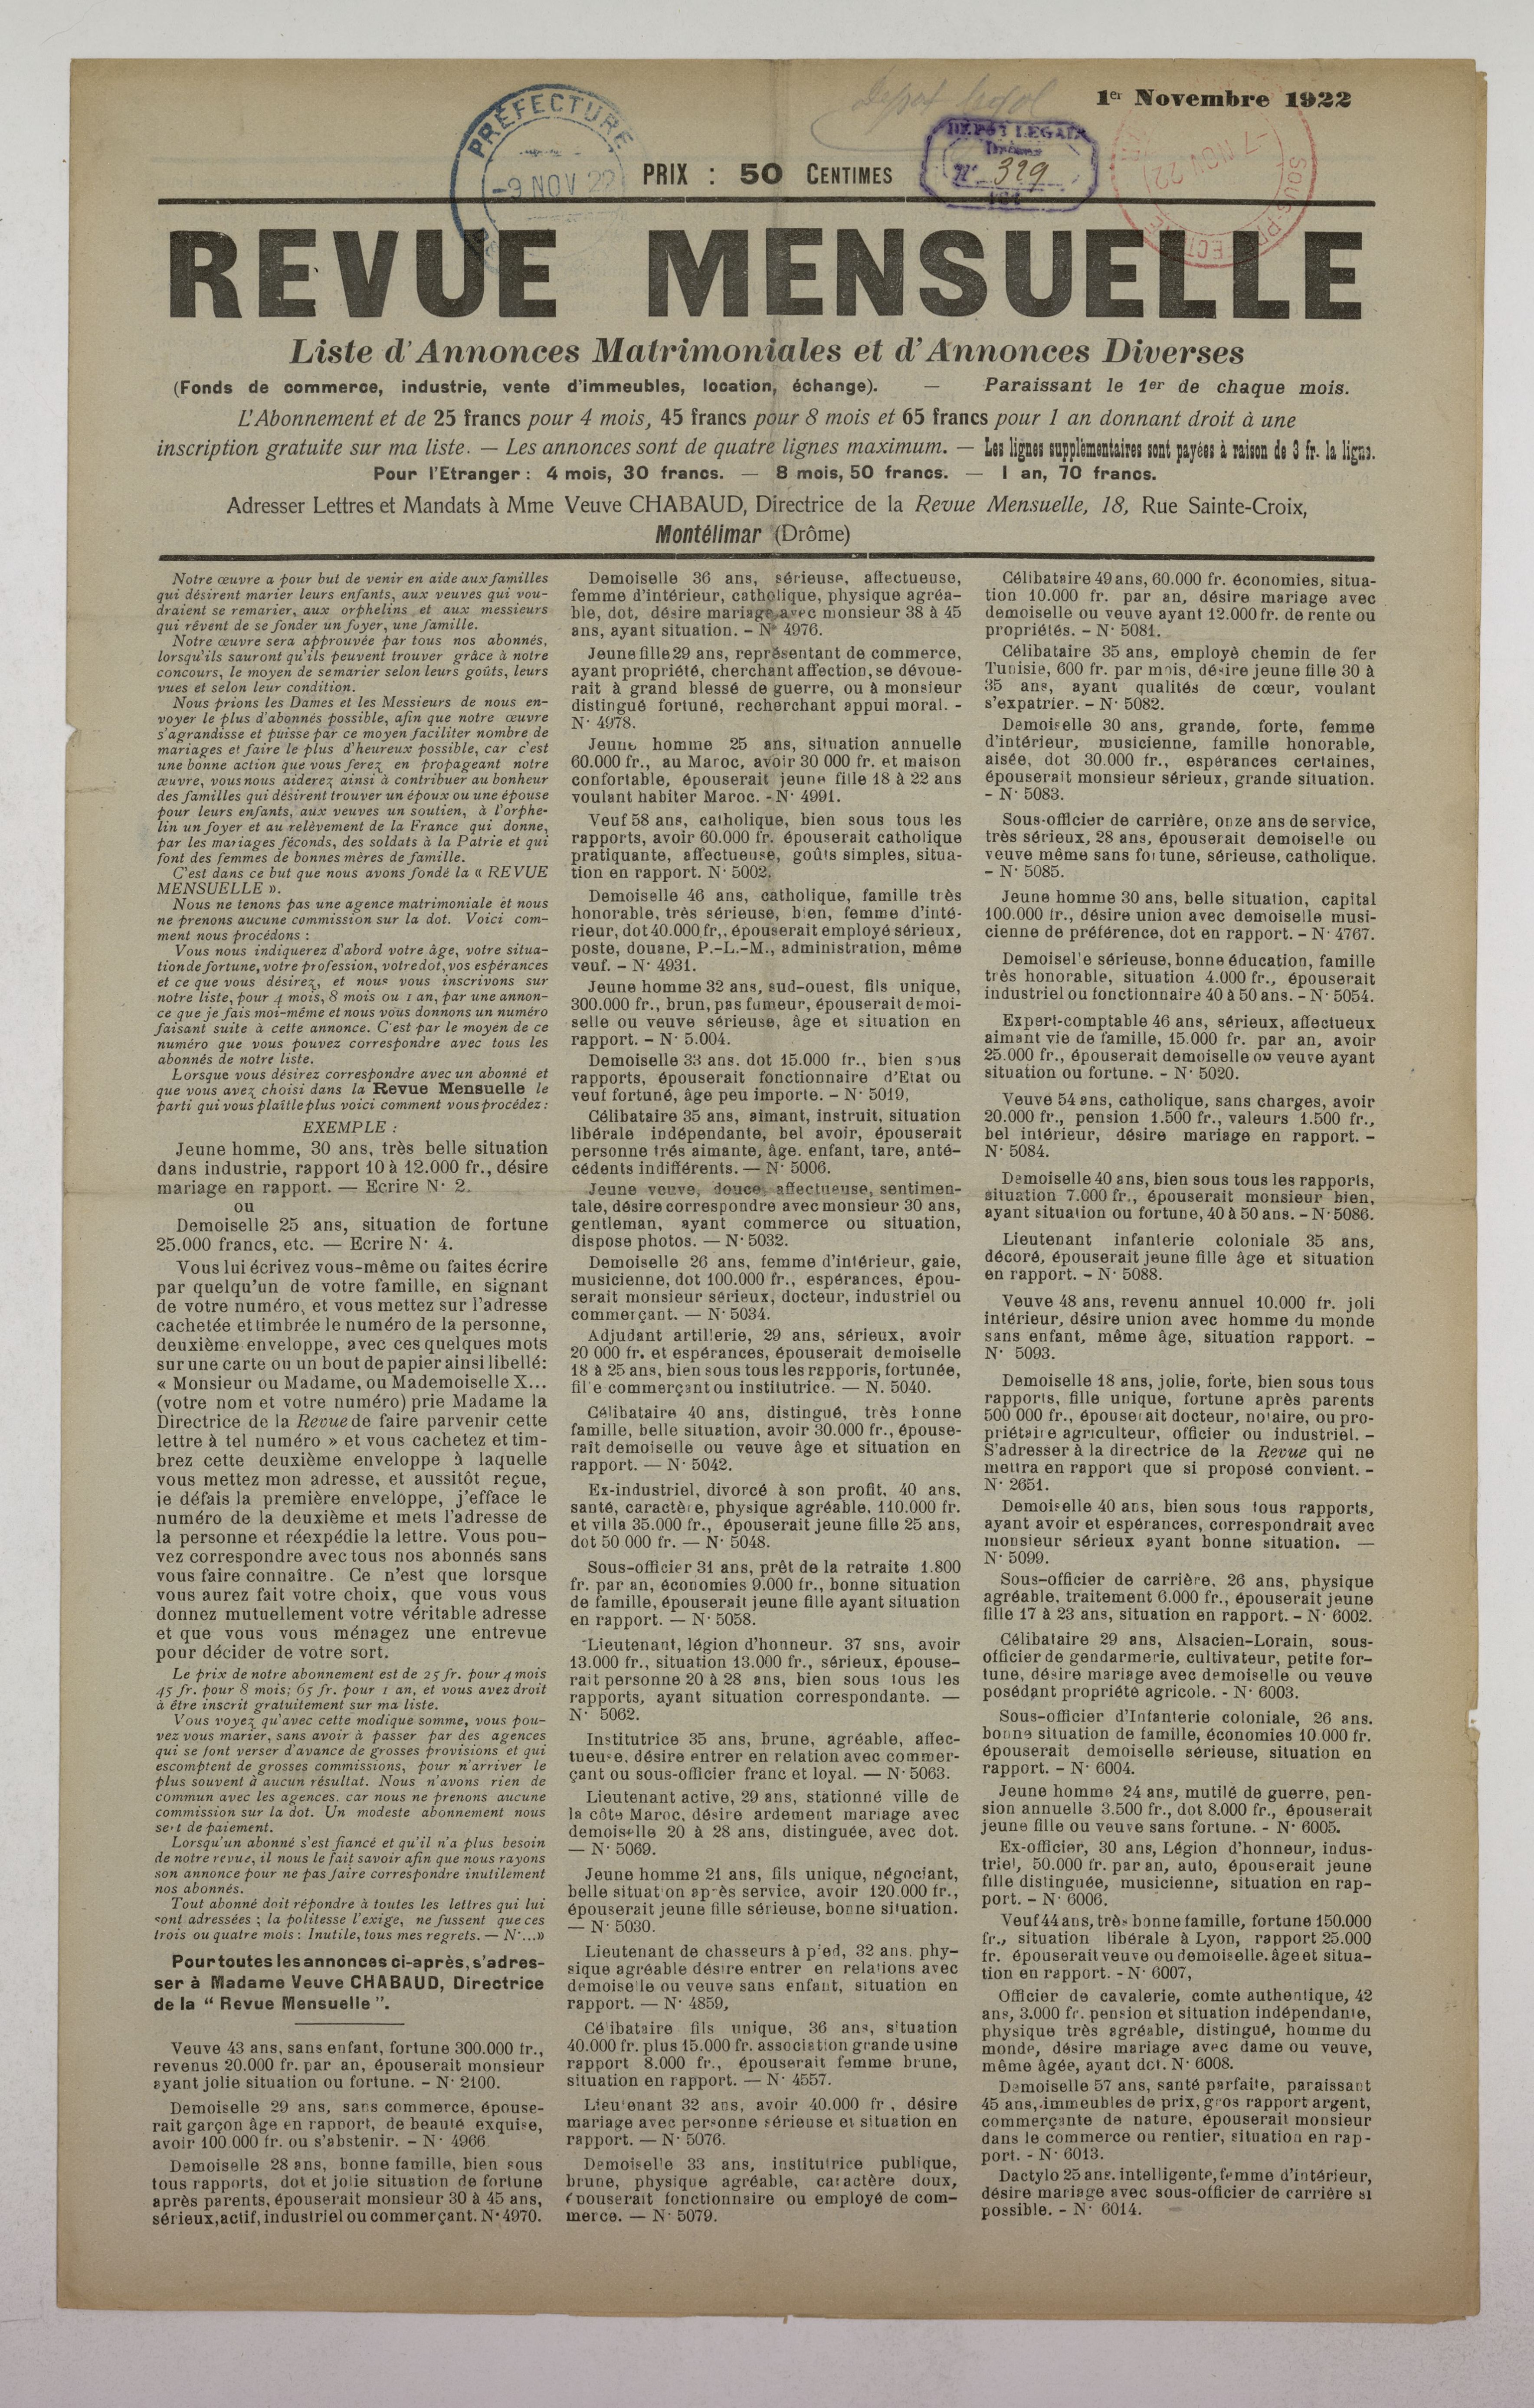 Depot legal
1er Novembre 1922
PRÉFECTURE
-9 NOV 22
DÉPOT LEGAL
Drôme
N° 329
SOUS-PRÉFECTURE
-7 NOV 22
PRIX : 50 CENTIMES
REVUE MENSUELLE
Liste d'Annonces Matrimoniales et d'Annonces Diverses
(Fonds de commerce, industrie, vente d'immeubles, location, échange). — Paraissant le 1er de chaque mois.
L'Abonnement et de 25 francs pour 4 mois, 45 francs pour 8 mois et 65 francs pour 1 an donnant droit à une
inscription gratuite sur ma liste. — Les annonces sont de quatre lignes maximum. — Les lignes supplèmentaires sont payées à raison de 3 fr. la ligne.
Pour l'Etranger : 4 mois, 30 francs. — 8 mois, 50 francs. — 1 an, 70 francs.
Adresser Lettres et Mandats à Mme Veuve CHABAUD, Directrice de la Revue Mensuelle, 18, Rue Sainte-Croix,
Montélimar (Drôme)
Notre œuvre a pour but de venir en aide aux familles
qui désirent marier leurs enfants, aux veuves qui vou-
draient se remarier, aux orphelins et aux messieurs
qui rêvent de se fonder un foyer, une famille.
Notre œuvre sera approuvée par tous nos abonnés,
lorsqu'ils sauront qu'ils peuvent trouver grâce à notre
concours, le moyen de semarier selon leurs goûts, leurs
vues et selon leur condition.
Nous prions les Dames et les Messieurs de nous en-
voyer le plus d'abonnés possible, afin que notre œuvre
s'agrandisse et puisse par ce moyen faciliter nombre de
mariages et faire le plus d'heureux possible, car c'est
une bonne action que vous ferez en propageant notre
œuvre, vous nous aiderez ainsi à contribuer au bonheur
des familles qui désirent trouver un époux ou une épouse
pour leurs enfants, aux veuves un soutien, à l'orphe-
lin un foyer et au relèvement de la France qui donne,
par les mariages féconds, des soldats à la Patrie et qui
font des femmes de bonnes mères de famille.
C'est dans ce but que nous avons fondé la « REVUE
MENSUELLE ».
Nous ne tenons pas une agence matrimoniale et nous
ne prenons aucune commission sur la dot. Voici com-
ment nous procédons :
Vous nous indiquerez d'abord votre âge, votre situa-
tion de fortune, votre profession, votre dot, vos espérances
et ce que vous désirez, et nous vous inscrivons sur
notre liste, pour 4 mois, 8 mois ou 1 an, par une annon-
ce que je fais moi-même et nous vous donnons un numéro
faisant suite à cette annonce. C'est par le moyen de ce
numéro que vous pouvez correspondre avec tous les
abonnés de notre liste.
Lorsque vous désirez correspondre avec un abonné et
que vous avez choisi dans la Revue Mensuelle le
parti qui vous plaît le plus voici comment vous procédez :
EXEMPLE :
Jeune homme, 30 ans, très belle situation
dans industrie, rapport 10 à 12.000 fr., désire
mariage en rapport. — Ecrire N· 2.
ou
Demoiselle 25 ans, situation de fortune
25.000 francs, etc. — Ecrire N· 4.
Vous lui écrivez vous-même ou faites écrire
par quelqu'un de votre famille, en signant
de votre numéro, et vous mettez sur l'adresse
cachetée et timbrée le numéro de la personne,
deuxième enveloppe, avec ces quelques mots
sur une carte ou un bout de papier ainsi libellé:
« Monsieur ou Madame, ou Mademoiselle X...
(votre nom et votre numéro) prie Madame la
Directrice de la Revue de faire parvenir cette
lettre à tel numéro » et vous cachetez et tim-
brez cette deuxième enveloppe à laquelle
vous mettez mon adresse, et aussitôt reçue,
je défais la première enveloppe, j'efface le
numéro de la deuxième et mets l'adresse de
la personne et réexpédie la lettre. Vous pou-
vez correspondre avec tous nos abonnés sans
vous faire connaître. Ce n'est que lorsque
vous aurez fait votre choix, que vous vous
donnez mutuellement votre véritable adresse
et que vous vous ménagez une entrevue
pour décider de votre sort.
Le prix de notre abonnement est de 25 fr. pour 4 mois
45 fr. pour 8 mois; 65 fr. pour 1 an, et vous avez droit
à être inscrit gratuitement sur ma liste.
Vous voyez qu'avec cette modique somme, vous pou-
vez vous marier, sans avoir à passer par des agences
qui se font verser d'avance de grosses provisions et qui
escomptent de grosses commissions, pour n'arriver le
plus souvent à aucun résultat. Nous n'avons rien de
commun avec les agences, car nous ne prenons aucune
commission sur la dot. Un modeste abonnement nous
sert de paiement.
Lorsqu'un abonné s'est fiancé et qu'il n'a plus besoin
de notre revue, il nous le fait savoir afin que nous rayons
son annonce pour ne pas faire correspondre inutilement
nos abonnés.
Tout abonné doit répondre à toutes les lettres qui lui
sont adressées ; la politesse l'exige, ne fussent que ces
trois ou quatre mots : Inutile, tous mes regrets. — N·...»
Pour toutes les annonces ci-après, s'adres-
ser à Madame Veuve CHABAUD, Directrice
de la “ Revue Mensuelle ”.
Veuve 43 ans, sans enfant, fortune 300.000 fr.,
revenus 20.000 fr. par an, épouserait monsieur
ayant jolie situation ou fortune. – N· 2100.
Demoiselle 29 ans, sans commerce, épouse-
rait garçon âge en rapport, de beauté exquise,
avoir 100.000 fr. ou s'abstenir. – N· 4966
Demoiselle 28 ans, bonne famille, bien sous
tous rapports, dot et jolie situation de fortune
après parents, épouserait monsieur 30 à 45 ans,
sérieux, actif, industriel ou commerçant. N· 4970.
Demoiselle 36 ans, sérieuse, affectueuse,
femme d'intérieur, catholique, physique agréa-
ble, dot, désire mariage avec monsieur 38 à 45
ans, ayant situation. – N· 4976.
Jeune fille 29 ans, représentant de commerce,
ayant propriété, cherchant affection, se dévoue-
rait à grand blessé de guerre, ou à monsieur
distingué fortuné, recherchant appui moral. -
N· 4978.
Jeune homme 25 ans, situation annuelle
60.000 fr., au Maroc, avoir 30 000 fr. et maison
confortable, épouserait jeune fille 18 à 22 ans
voulant habiter Maroc. - N· 4991.
Veuf 58 ans, catholique, bien sous tous les
rapports, avoir 60.000 fr. épouserait catholique
pratiquante, affectueuse, goûts simples, situa-
tion en rapport. N· 5002.
Demoiselle 46 ans, catholique, famille très
honorable, très sérieuse, bien, femme d'inté-
rieur, dot 40.000 fr,. épouserait employé sérieux,
poste, douane, P.-L.-M., administration, même
veuf. – N· 4931.
Jeune homme 32 ans, sud-ouest, fils unique,
300.000 fr., brun, pas fumeur, épouserait demoi-
selle ou veuve sérieuse, âge et situation en
rapport. – N· 5.004.
Demoiselle 33 ans. dot 15.000 fr., bien sous
rapports, épouserait fonctionnaire d'Etat ou
veuf fortuné, âge peu importe. – N· 5019,
Célibataire 35 ans, aimant, instruit, situation
libérale indépendante, bel avoir, épouserait
personne trés aimante, âge. enfant, tare, anté-
cédents indifférents. — N· 5006.
Jeune veuve, douce, affectueuse, sentimen-
tale, désire correspondre avec monsieur 30 ans,
gentleman, ayant commerce ou situation,
dispose photos. — N· 5032.
Demoiselle 26 ans, femme d'intérieur, gaie,
musicienne, dot 100.000 fr., espérances, épou-
serait monsieur sérieux, docteur, industriel ou
commerçant. — N· 5034.
Adjudant artillerie, 29 ans, sérieux, avoir
20 000 fr. et espérances, épouserait demoiselle
18 à 25 ans, bien sous tous les rapports, fortunée,
fille commerçant ou institutrice. — N. 5040.
Célibataire 40 ans, distingué, très bonne
famille, belle situation, avoir 30.000 fr., épouse-
rait demoiselle ou veuve âge et situation en
rapport. — N· 5042.
Ex-industriel, divorcé à son profit, 40 ans,
santé, caractère, physique agréable, 110.000 fr.
et villa 35.000 fr., épouserait jeune fille 25 ans,
dot 50 000 fr. — N· 5048.
Sous-officier 31 ans, prêt de la retraite 1.800
fr. par an, économies 9.000 fr., bonne situation
de famille, épouserait jeune fille ayant situation
en rapport. — N· 5058.
Lieutenant, légion d'honneur. 37 sns, avoir
13.000 fr., situation 13.000 fr., sérieux, épouse-
rait personne 20 à 28 ans, bien sous tous les
rapports, ayant situation correspondante. —
N· 5062.
Institutrice 35 ans, brune, agréable, affec-
tueuse, désire entrer en relation avec commer-
çant ou sous-officier franc et loyal. — N· 5063.
Lieutenant active, 29 ans, stationné ville de
la côte Maroc, désire ardement mariage avec
demoiselle 20 à 28 ans, distinguée, avec dot.
— N· 5069.
Jeune homme 21 ans, fils unique, négociant,
belle situation après service, avoir 120.000 fr.,
épouserait jeune fille sérieuse, bonne situation.
— N· 5030.
Lieutenant de chasseurs à pied, 32 ans, phy-
sique agréable désire entrer en relations avec
demoiselle ou veuve sans enfant, situation en
rapport. — N· 4859,
Célibataire fils unique, 36 ans, situation
40.000 fr. plus 15.000 fr. association grande usine
rapport 8.000 fr., épouserait femme brune,
situation en rapport. — N· 4557.
Lieutenant 32 ans, avoir 40.000 fr , désire
mariage avec personne sérieuse et situation en
rapport. — N· 5076.
Demoiselle 33 ans, institutrice publique,
brune, physique agréable, caractère doux,
épouserait fonctionnaire ou employé de com-
merce. — N· 5079.
Célibataire 49 ans, 60.000 fr. économies, situa-
tion 10.000 fr. par an, désire mariage avec
demoiselle ou veuve ayant 12.000 fr. de rente ou
propriétés. – N· 5081.
Célibataire 35 ans, employè chemin de fer
Tunisie, 600 fr. par mois, désire jeune fille 30 à
35 ans, ayant qualités de cœur, voulant
s'expatrier. – N· 5082.
Demoiselle 30 ans, grande, forte, femme
d'intérieur, musicienne, famille honorable,
aisée, dot 30.000 fr., espérances certaines,
épouserait monsieur sérieux, grande situation.
– N· 5083.
Sous-officier de carrière, onze ans de service,
très sérieux, 28 ans, épouserait demoiselle ou
veuve même sans fortune, sérieuse, catholique.
– N· 5085.
Jeune homme 30 ans, belle situation, capital
100.000 fr., désire union avec demoiselle musi-
cienne de préférence, dot en rapport. – N· 4767.
Demoiselle sérieuse, bonne éducation, famille
très honorable, situation 4.000 fr., épouserait
industriel ou fonctionnaire 40 à 50 ans. – N· 5054.
Expert-comptable 46 ans, sérieux, affectueux
aimant vie de famille, 15.000 fr. par an, avoir
25.000 fr., épouserait demoiselle ou veuve ayant
situation ou fortune. – N· 5020.
Veuve 54 ans, catholique, sans charges, avoir
20.000 fr., pension 1.500 fr., valeurs 1.500 fr.,
bel intérieur, désire mariage en rapport. –
N· 5084.
Demoiselle 40 ans, bien sous tous les rapports,
situation 7.000 fr., épouserait monsieur bien,
ayant situation ou fortune, 40 à 50 ans. – N· 5086.
Lieutenant infanterie coloniale 35 ans,
décoré, épouserait jeune fille âge et situation
en rapport. – N· 5088.
Veuve 48 ans, revenu annuel 10.000 fr. joli
intérieur, désire union avec homme du monde
sans enfant, même âge, situation rapport. –
N· 5093.
Demoiselle 18 ans, jolie, forte, bien sous tous
rapports, fille unique, fortune après parents
500 000 fr., épouserait docteur, notaire, ou pro-
priétaire agriculteur, officier ou industriel. –
S'adresser à la directrice de la Revue qui ne
mettra en rapport que si proposé convient. –
N· 2651.
Demoiselle 40 ans, bien sous tous rapports,
ayant avoir et espérances, correspondrait avec
monsieur sérieux ayant bonne situation. —
N· 5099.
Sous-officier de carrière, 26 ans, physique
agréable, traitement 6.000 fr., épouserait jeune
fille 17 à 23 ans, situation en rapport. – N· 6002.
Célibataire 29 ans, Alsacien-Lorain, sous-
officier de gendarmerie, cultivateur, petite for-
tune, désire mariage avec demoiselle ou veuve
posédant propriété agricole. - N· 6003.
Sous-officier d'Infanterie coloniale, 26 ans.
bonne situation de famille, économies 10.000 fr.
épouserait demoiselle sérieuse, situation en
rapport. – N· 6004.
Jeune homme 24 ans, mutilé de guerre, pen-
sion annuelle 3.500 fr., dot 8.000 fr., épouserait
jeune fille ou veuve sans fortune. - N· 6005.
Ex-officier, 30 ans, Légion d'honneur, indus-
triel, 50.000 fr. par an, auto, épouserait jeune
fille distinguée, musicienne, situation en rap-
port. – N· 6006.
Veuf 44 ans, très bonne famille, fortune 150.000
fr., situation libérale à Lyon, rapport 25.000
fr. épouserait veuve ou demoiselle. âge et situa-
tion en rapport. - N· 6007,
Officier de cavalerie, comte authentique, 42
ans, 3.000 fr. pension et situation indépendante,
physique très agréable, distingué, homme du
monde, désire mariage avec dame ou veuve,
même âgée, ayant dot. N· 6008.
Demoiselle 57 ans, santé parfaite, paraissant
45 ans, immeubles de prix, gros rapport argent,
commerçante de nature, épouserait monsieur
dans le commerce ou rentier, situation en rap-
port. - N· 6013.
Dactylo 25 ans. intelligente, femme d'intérieur,
désire mariage avec sous-officier de carrière si
possible. – N· 6014.